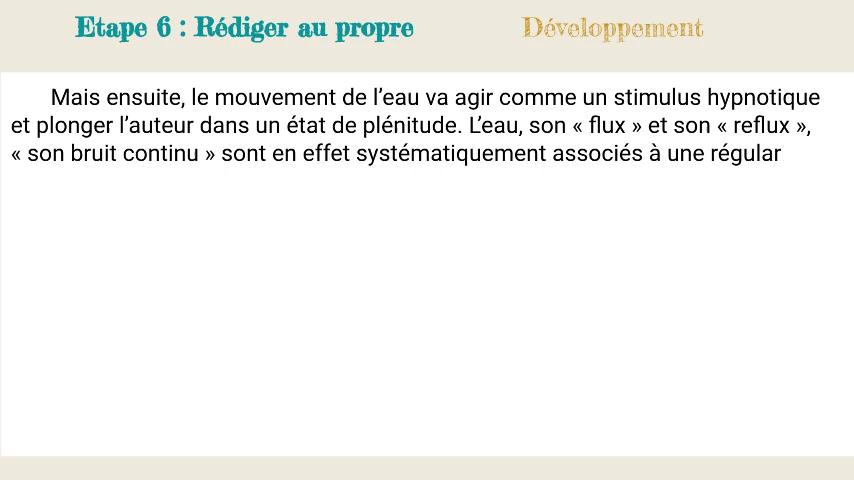 Etape 6 : Rédiger au propre
Développement
Mais ensuite, le mouvement de l’eau va agir comme un stimulus hypnotique
et plonger l’auteur dans un état de plénitude. L’eau, son « flux » et son « reflux »,
« son bruit continu » sont en effet systématiquement associés à une régular